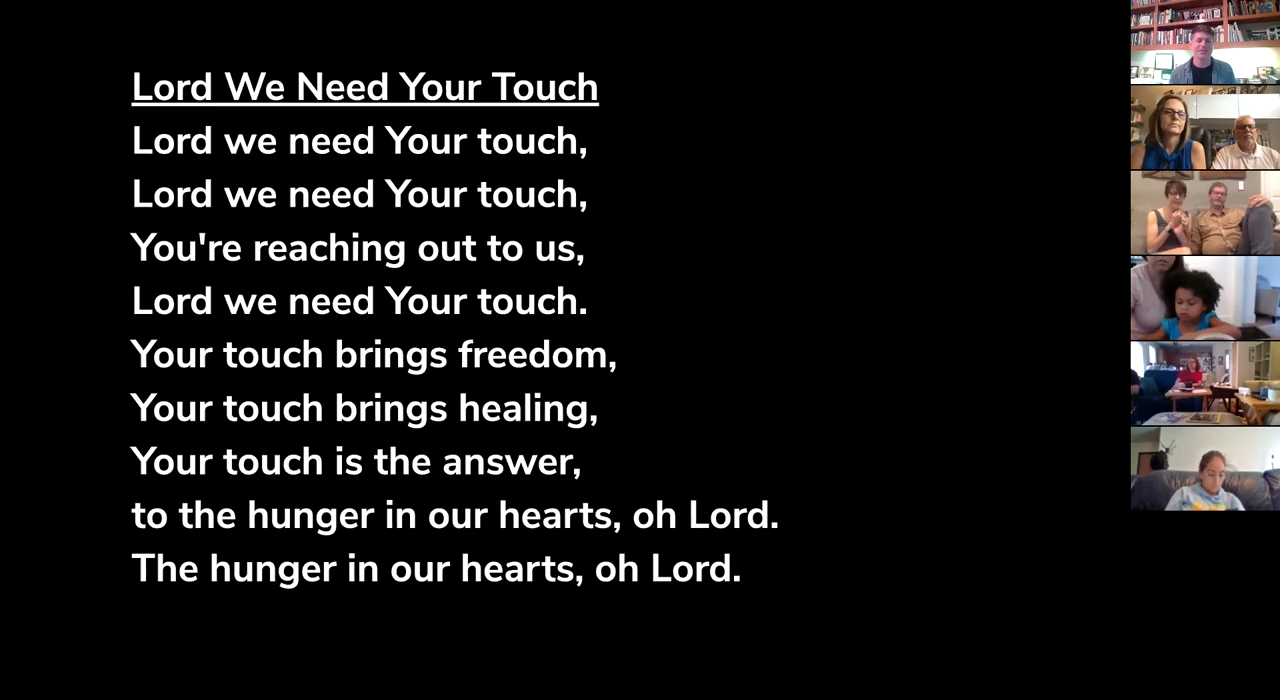 Lord We Need Your Touch
Lord we need Your touch,
Lord we need Your touch,
You're reaching out to us,
Lord we need Your touch.
Your touch brings freedom,
Your touch brings healing,
Your touch is the answer,
to the hunger in our hearts, oh Lord.
The hunger in our hearts, oh Lord.